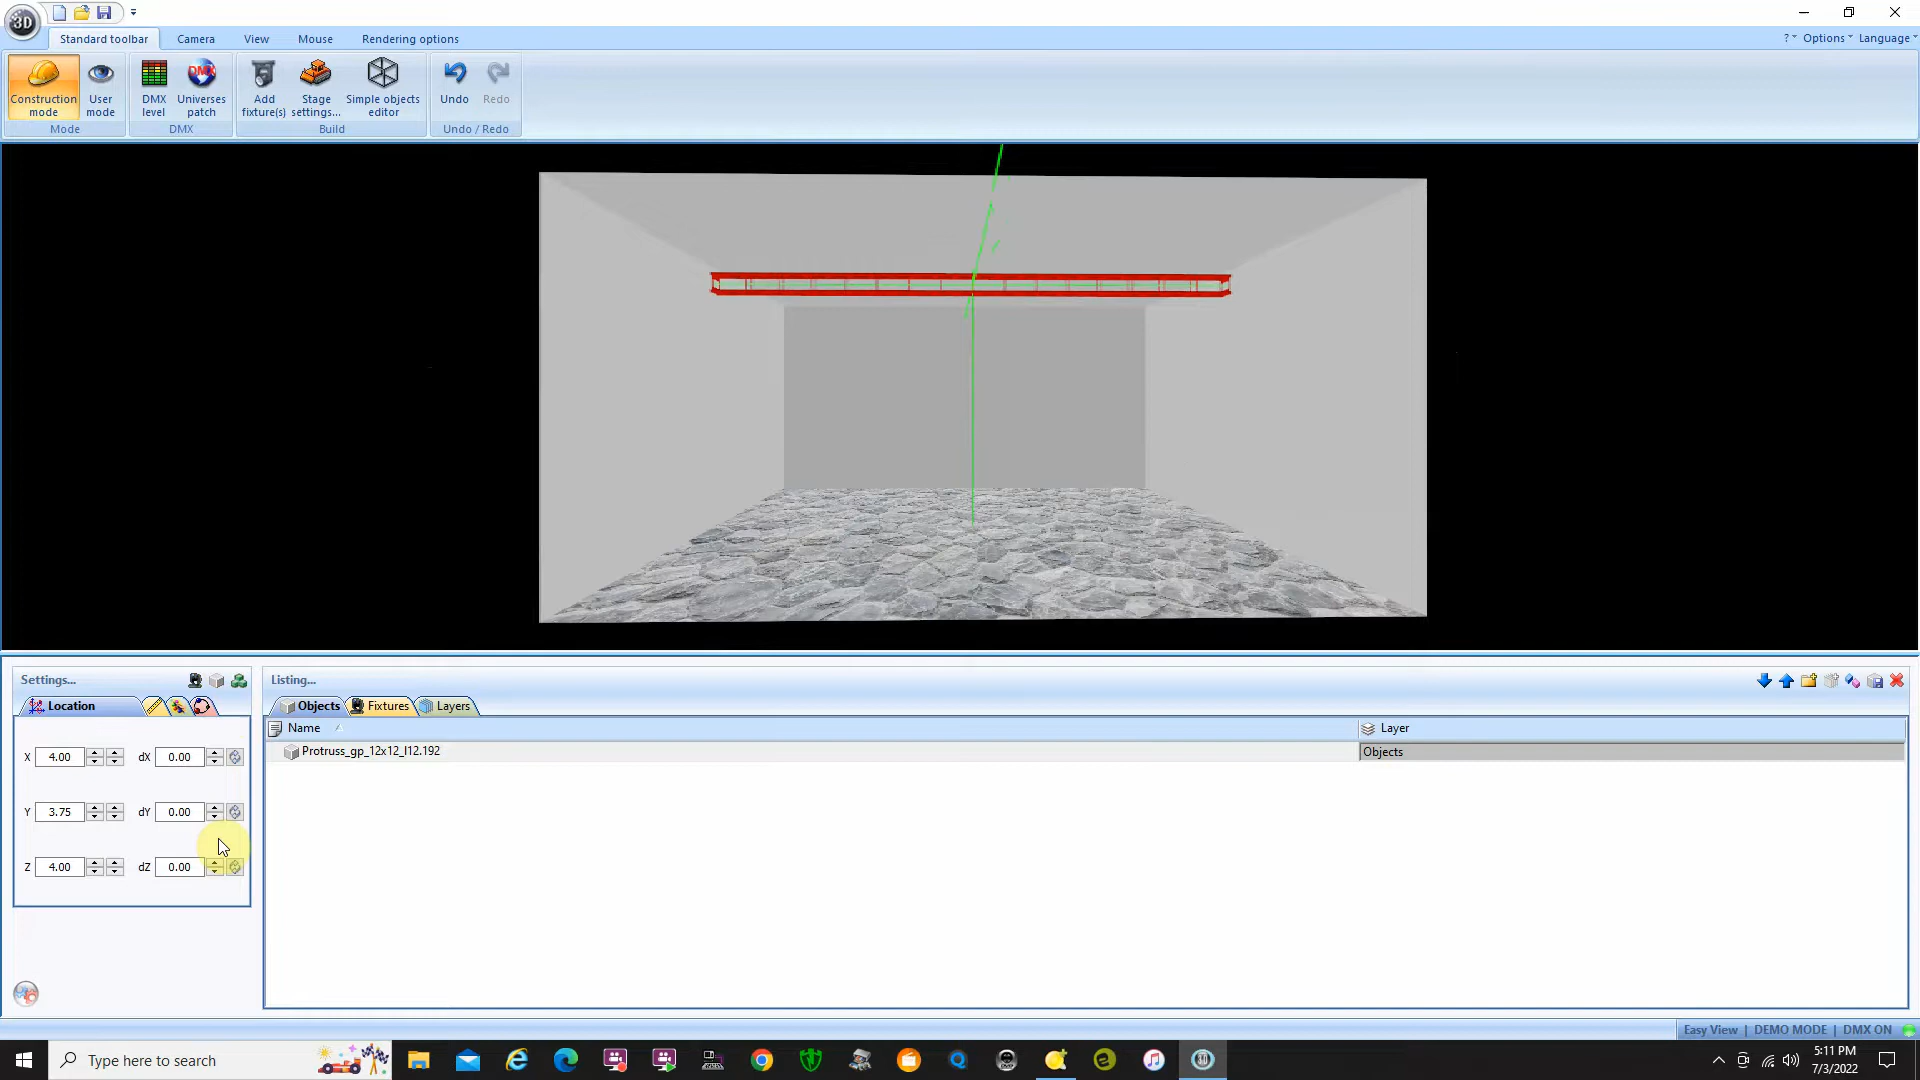 3D
Standard toolbar Camera View Mouse Rendering options
? Options Language
Construction mode
User mode
DMX level
Universes patch
Add fixture(s)
Stage settings...
Simple objects editor
Undo
Redo
Mode DMX Build Undo / Redo
Settings...
Listing...
Location
Objects Fixtures Layers
Name Layer
Protruss_gp_12x12_l12.192 Objects
X 4.00 dX 0.00
Y 3.75 dY 0.00
Z 4.00 dZ 0.00
Easy View | DEMO MODE | DMX ON
Type here to search
5:11 PM
7/3/2022